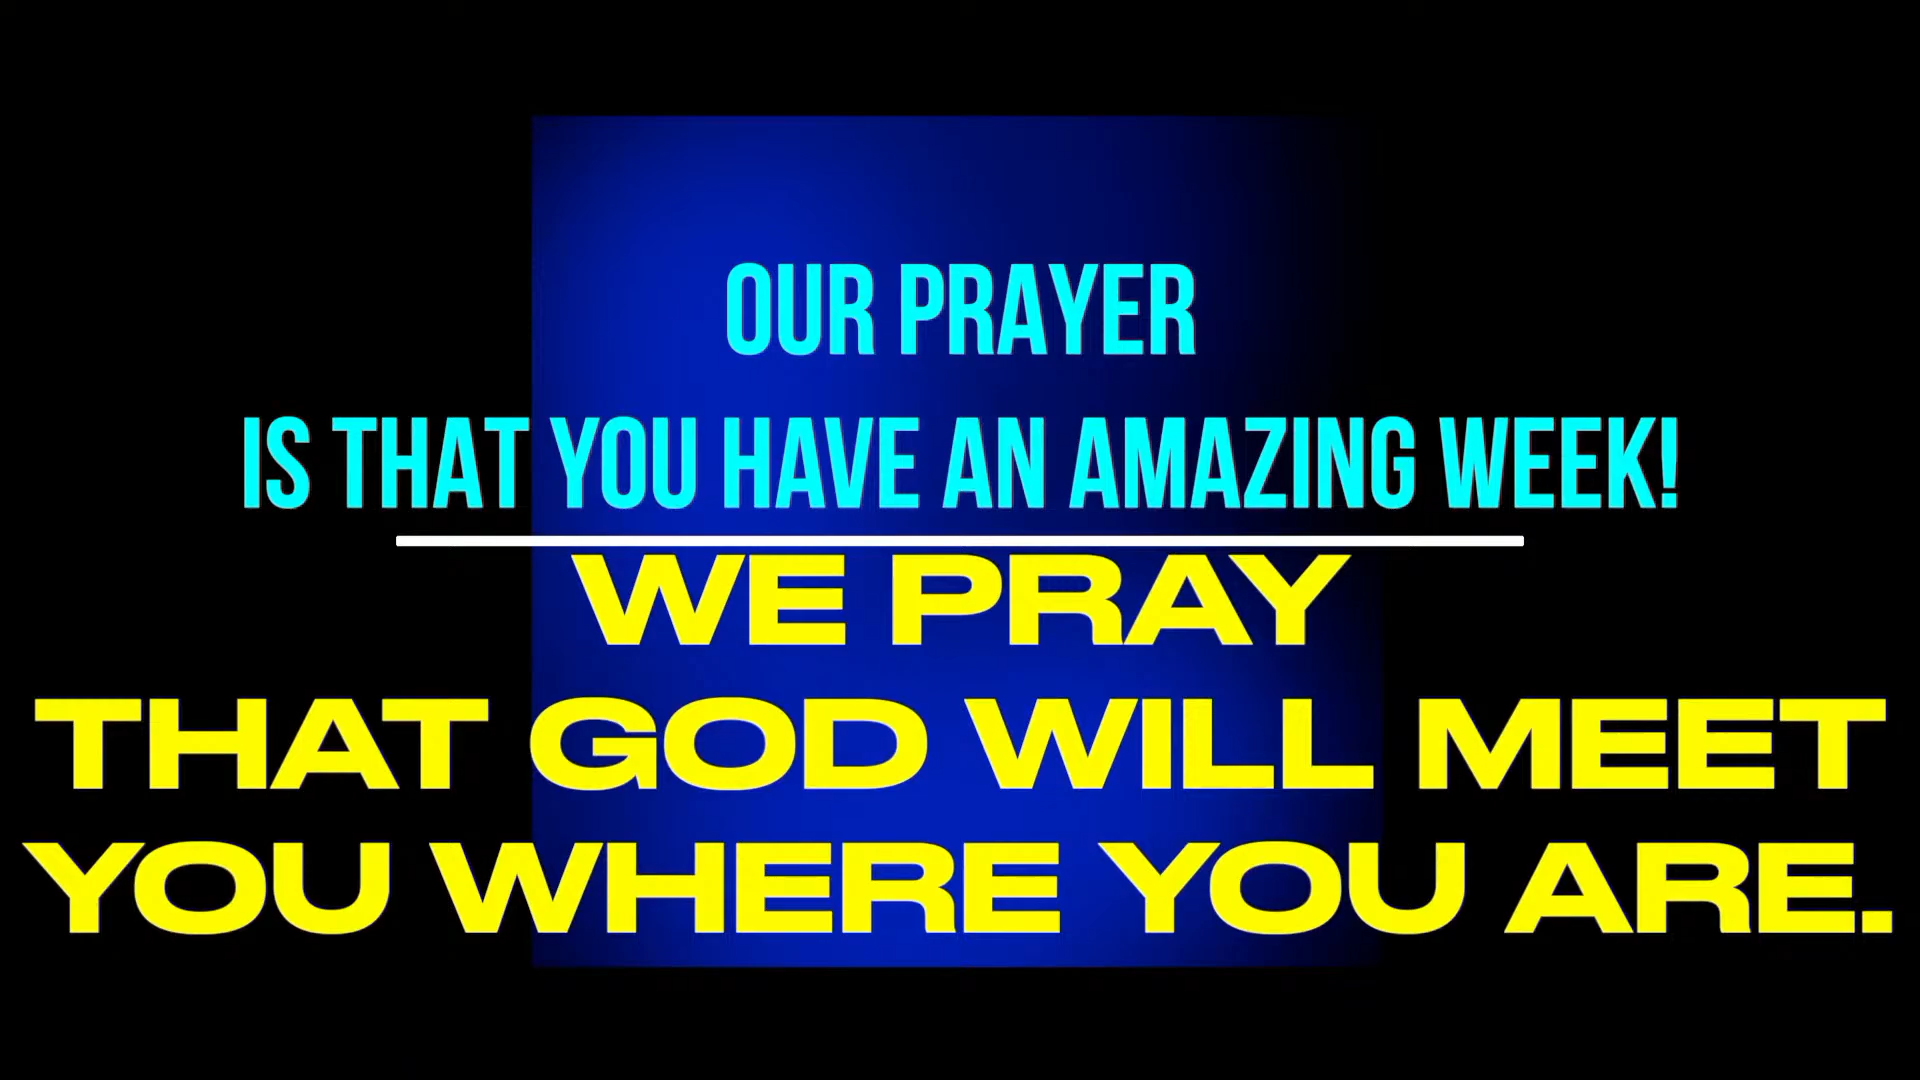 OUR PRAYER
IS THAT YOU HAVE AN AMAZING WEEK!
WE PRAY
THAT GOD WILL MEET
YOU WHERE YOU ARE.